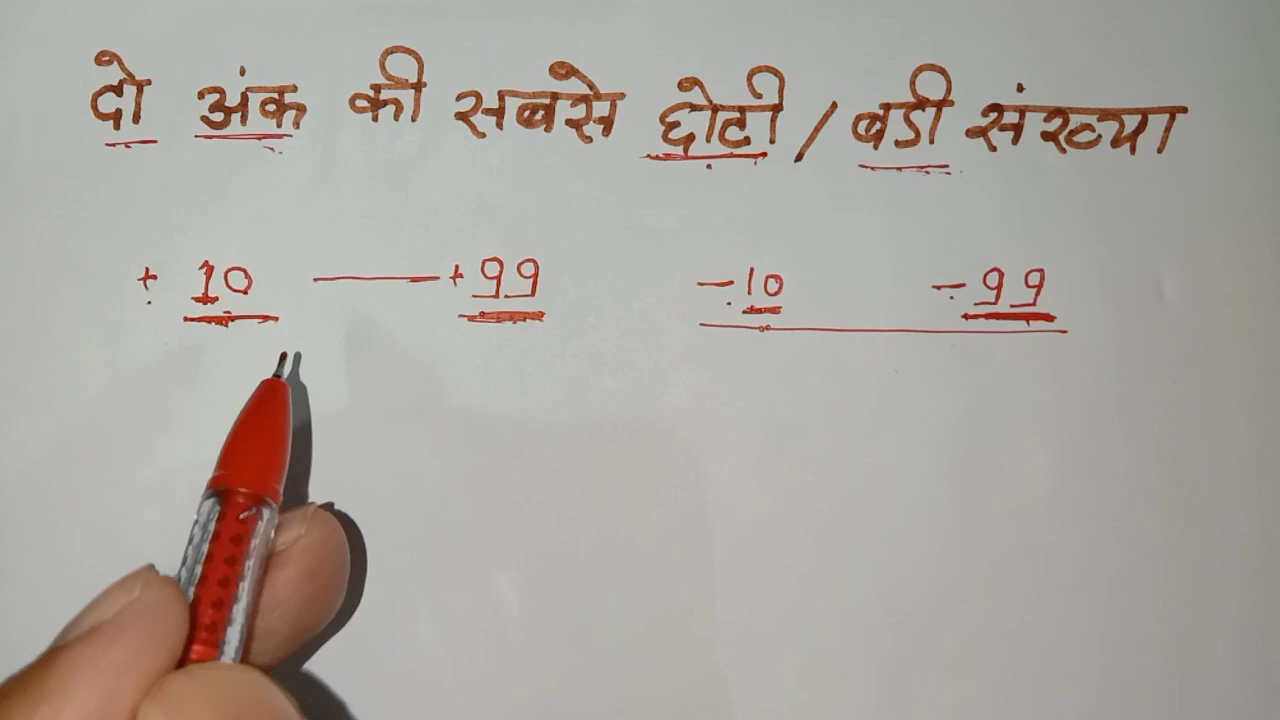 दो अंक की सबसे छोटी / बडी संख्या
+ 10 —— + 99 - 10 - 99